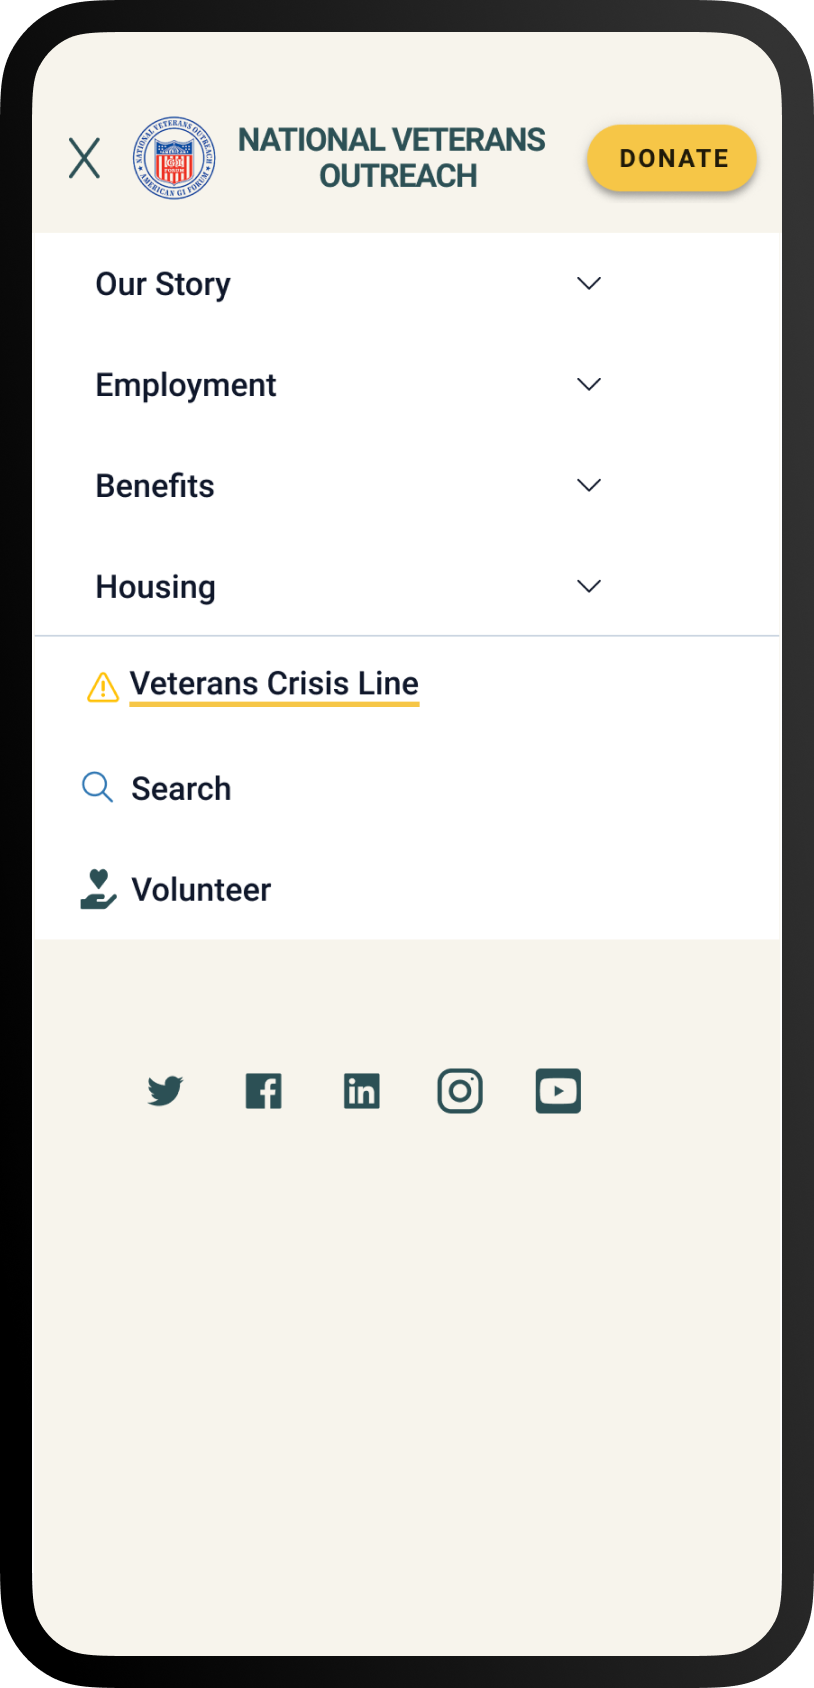 NATIONAL VETERANS OUTREACH
AMERICAN GI FORUM
NATIONAL VETERANS
OUTREACH
DONATE
Our Story
Employment
Benefits
Housing
Veterans Crisis Line
Search
Volunteer